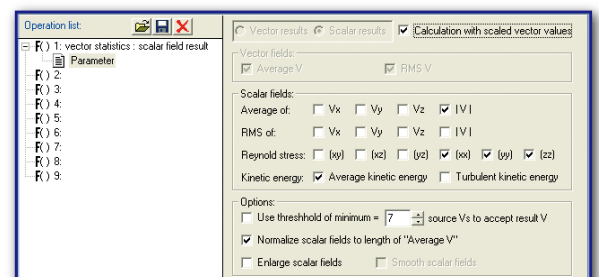 Operation list:
F( ) 1: vector statistics : scalar field result
Parameter
F( ) 2:
F( ) 3:
F( ) 4:
F( ) 5:
F( ) 6:
F( ) 7:
F( ) 8:
F( ) 9:
Vector results Scalar results Calculation with scaled vector values
Vector fields:
Average V RMS V
Scalar fields:
Average of: Vx Vy Vz |V|
RMS of: Vx Vy Vz |V|
Reynold stress: (xy) (xz) (yz) (xx) (yy) (zz)
Kinetic energy: Average kinetic energy Turbulent kinetic energy
Options:
Use threshhold of minimum = 7 source Vs to accept result V
Normalize scalar fields to length of "Average V"
Enlarge scalar fields Smooth scalar fields